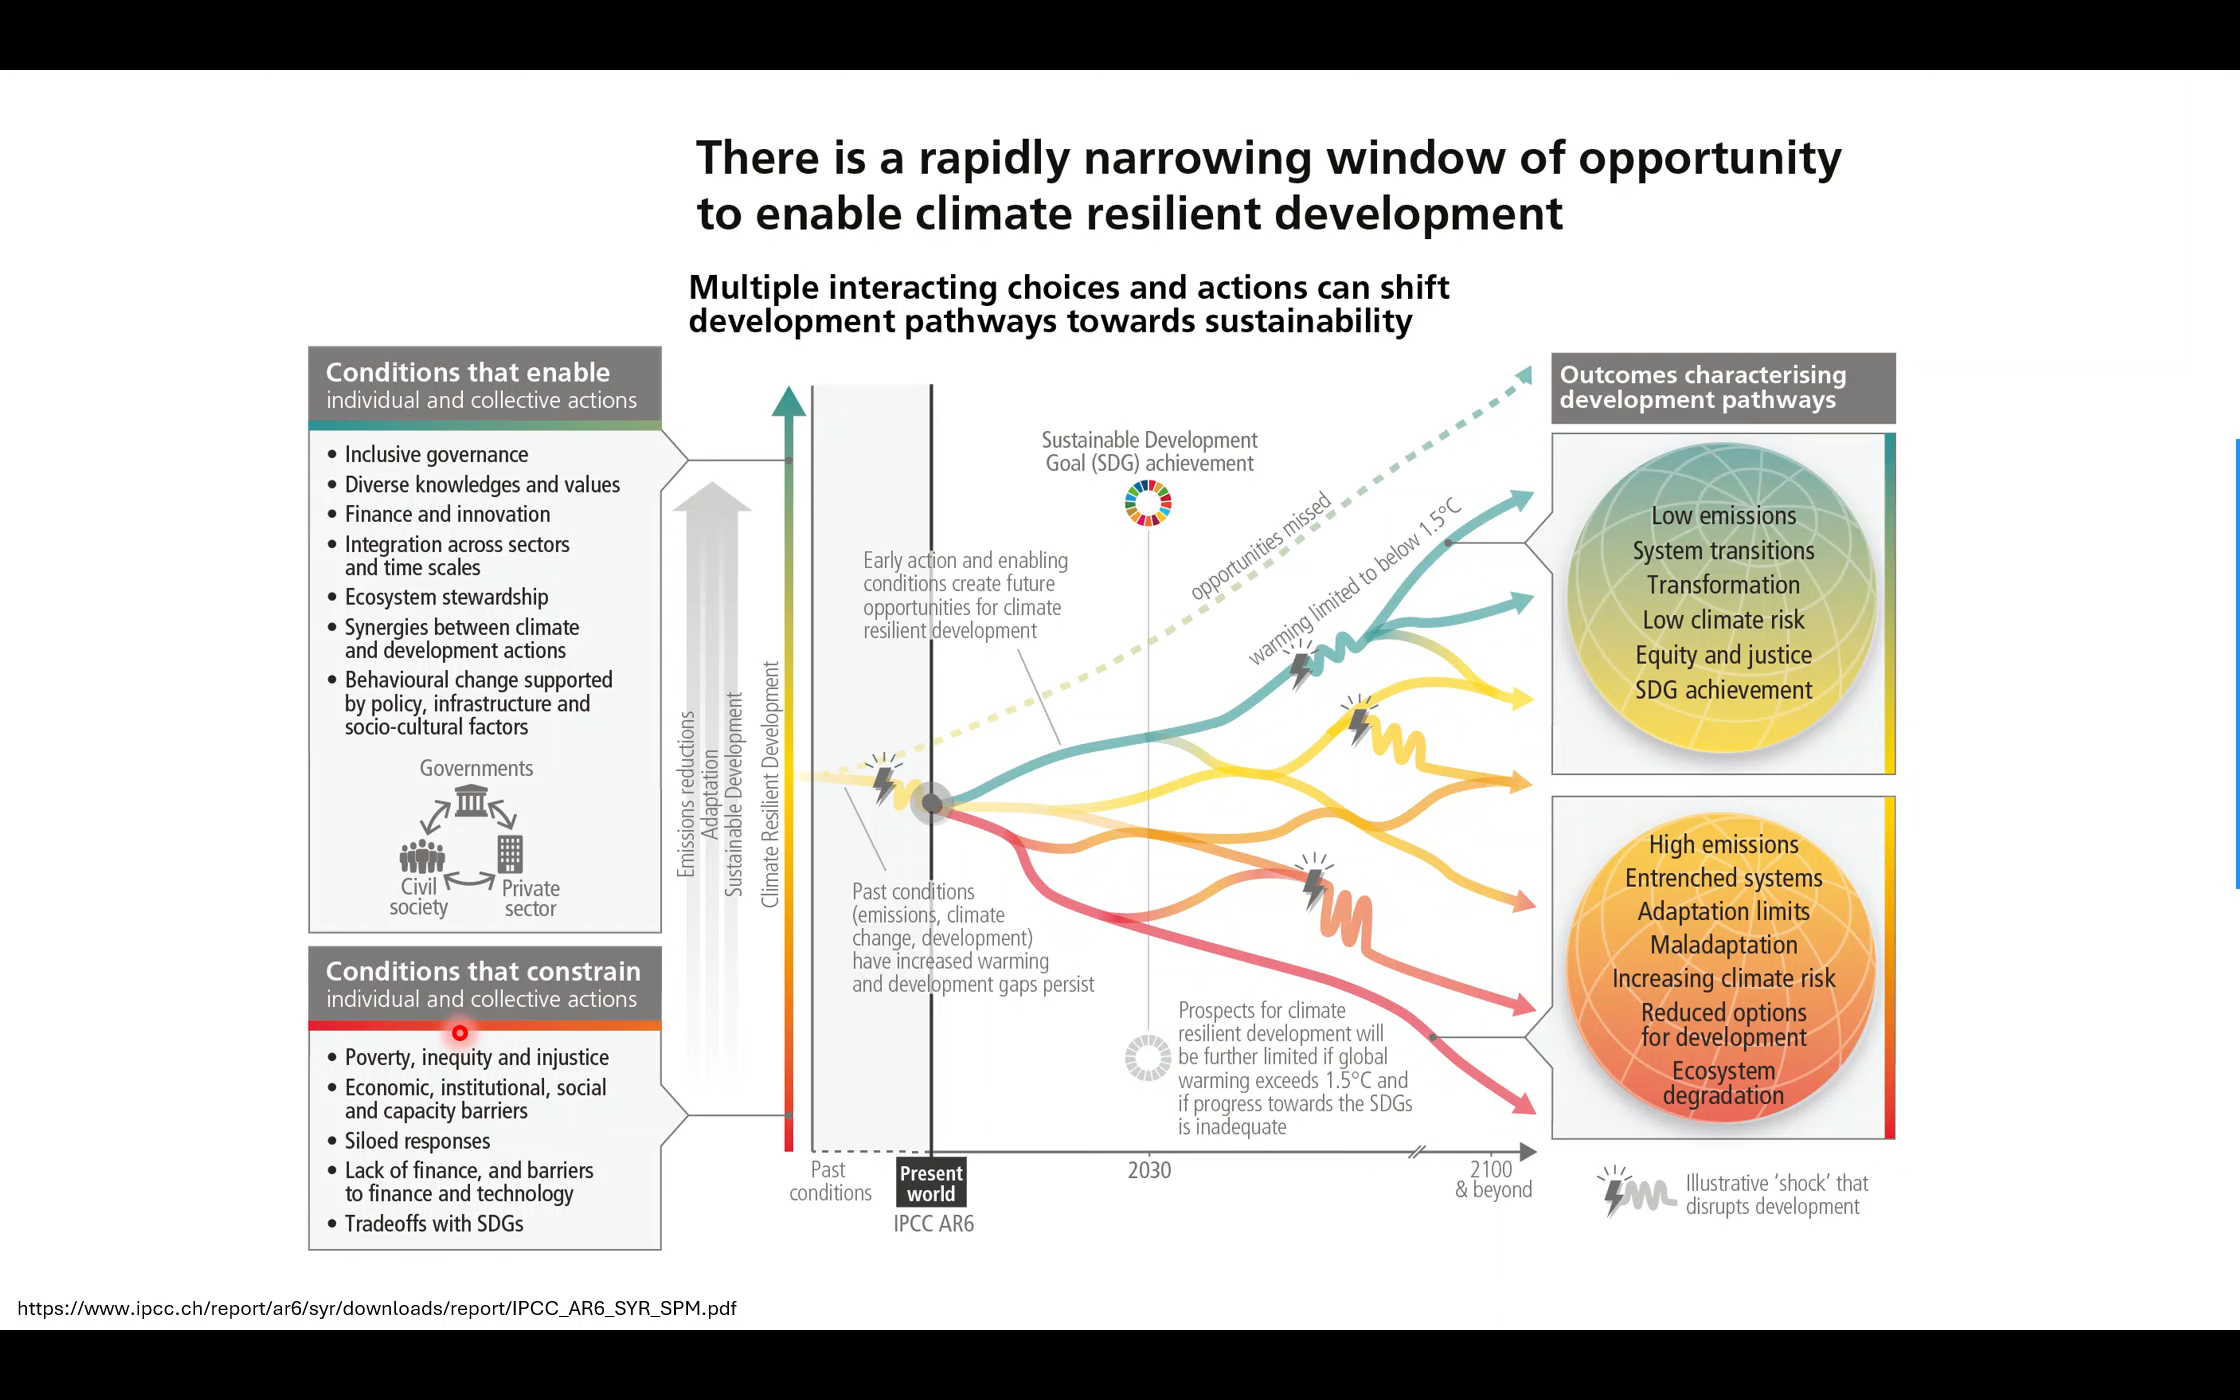 There is a rapidly narrowing window of opportunity
to enable climate resilient development
Multiple interacting choices and actions can shift
development pathways towards sustainability
Conditions that enable
individual and collective actions
• Inclusive governance
• Diverse knowledges and values
• Finance and innovation
• Integration across sectors
and time scales
• Ecosystem stewardship
• Synergies between climate
and development actions
• Behavioural change supported
by policy, infrastructure and
socio-cultural factors
Governments
Civil
society
Private
sector
Conditions that constrain
individual and collective actions
• Poverty, inequity and injustice
• Economic, institutional, social
and capacity barriers
• Siloed responses
• Lack of finance, and barriers
to finance and technology
• Tradeoffs with SDGs
Emissions reductions
Adaptation
Sustainable Development
Climate Resilient Development
Sustainable Development
Goal (SDG) achievement
Early action and enabling
conditions create future
opportunities for climate
resilient development
opportunities missed
warming limited to below 1.5°C
Past conditions
(emissions, climate
change, development)
have increased warming
and development gaps persist
Prospects for climate
resilient development will
be further limited if global
warming exceeds 1.5°C and
if progress towards the SDGs
is inadequate
Past
conditions
Present
world
IPCC AR6
2030
2100
& beyond
Outcomes characterising
development pathways
Low emissions
System transitions
Transformation
Low climate risk
Equity and justice
SDG achievement
High emissions
Entrenched systems
Adaptation limits
Maladaptation
Increasing climate risk
Reduced options
for development
Ecosystem
degradation
Illustrative ‘shock’ that
disrupts development
https://www.ipcc.ch/report/ar6/syr/downloads/report/IPCC_AR6_SYR_SPM.pdf